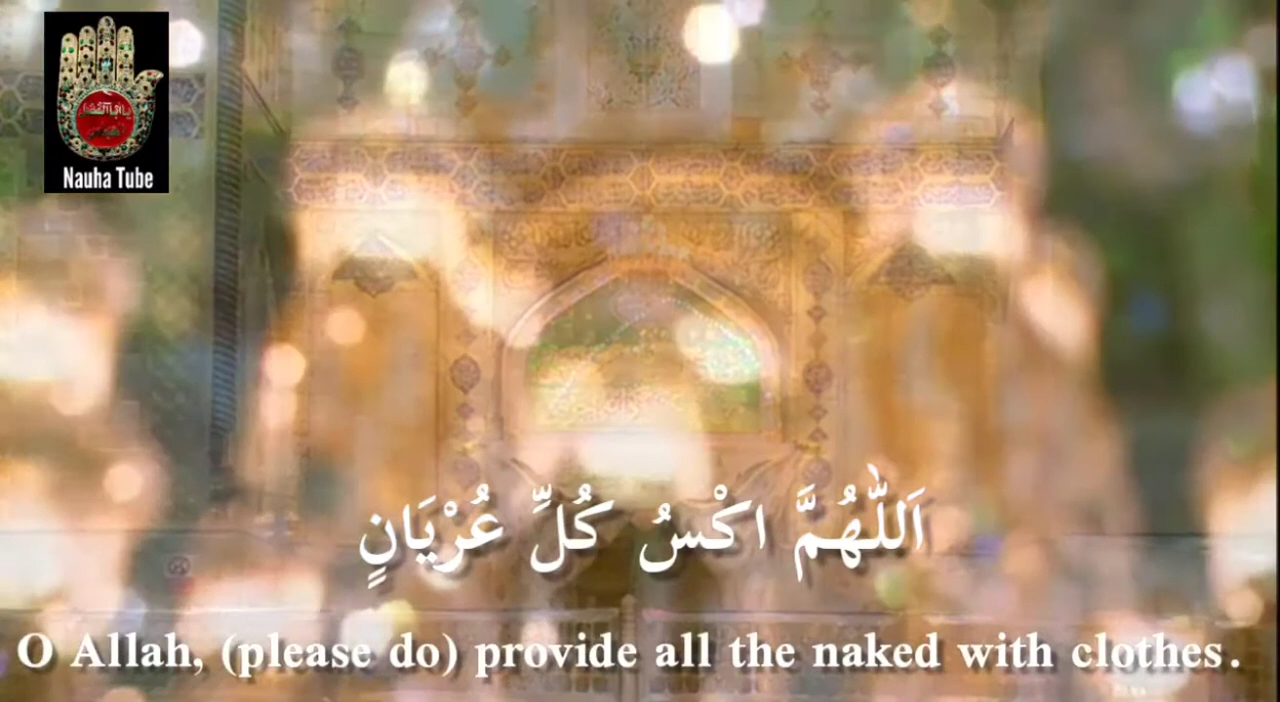 Nauha Tube
اَللّٰهُمَّ اكْسُ كُلَّ عُرْيَانٍ
O Allah, (please do) provide all the naked with clothes.